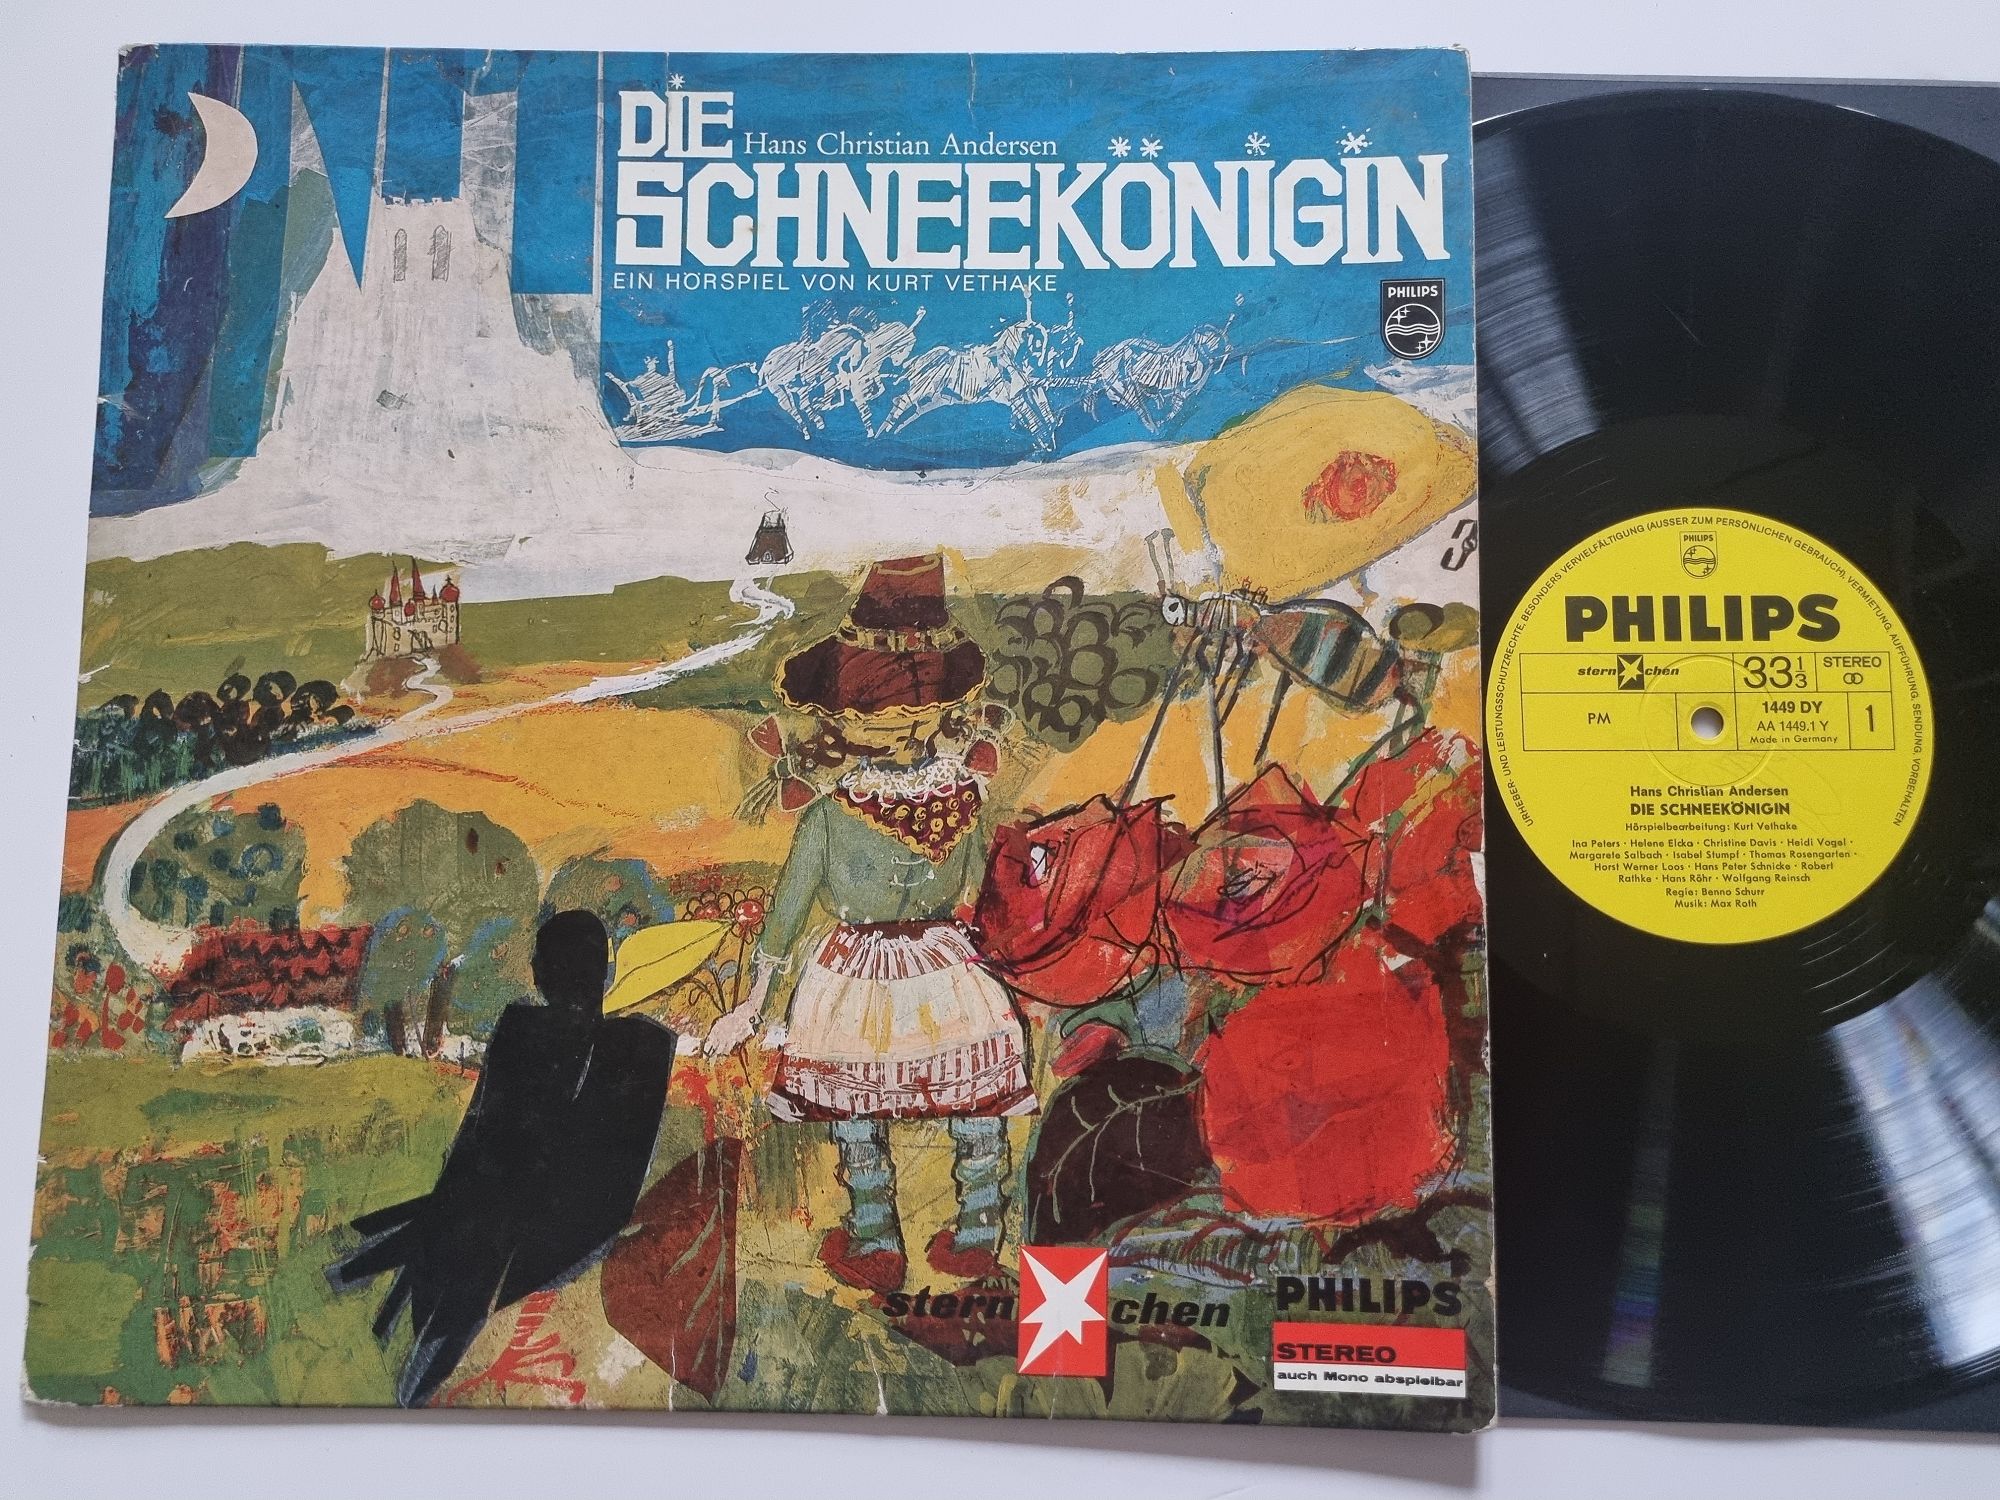 DIE
Hans Christian Andersen
SCHNEEKÖNIGIN
EIN HÖRSPIEL VON KURT VETHAKE
PHILIPS
3
stern chen
PHILIPS
STEREO
auch Mono abspielbar
URHEBER- UND LEISTUNGSSCHUTZRECHTE, BESONDERS VERVIELFÄLTIGUNG (AUSSER ZUM PERSÖNLICHEN GEBRAUCH), VERMIETUNG, AUFFÜHRUNG, SENDUNG, VORBEHALTEN
PHILIPS
PHILIPS
stern chen
33 1/3
STEREO
PM
1449 DY
AA 1449.1 Y
Made in Germany
1
Hans Christian Andersen
DIE SCHNEEKÖNIGIN
Hörspielbearbeitung: Kurt Vethake
Ina Peters · Helene Elcka · Christine Davis · Heidi Vogel ·
Margarete Salbach · Isabel Stumpf · Thomas Rosengarten ·
Horst Werner Loos · Hans Peter Schnicke · Robert
Rathke · Hans Röhr · Wolfgang Reinsch
Regie: Benno Schurr
Musik: Max Roth